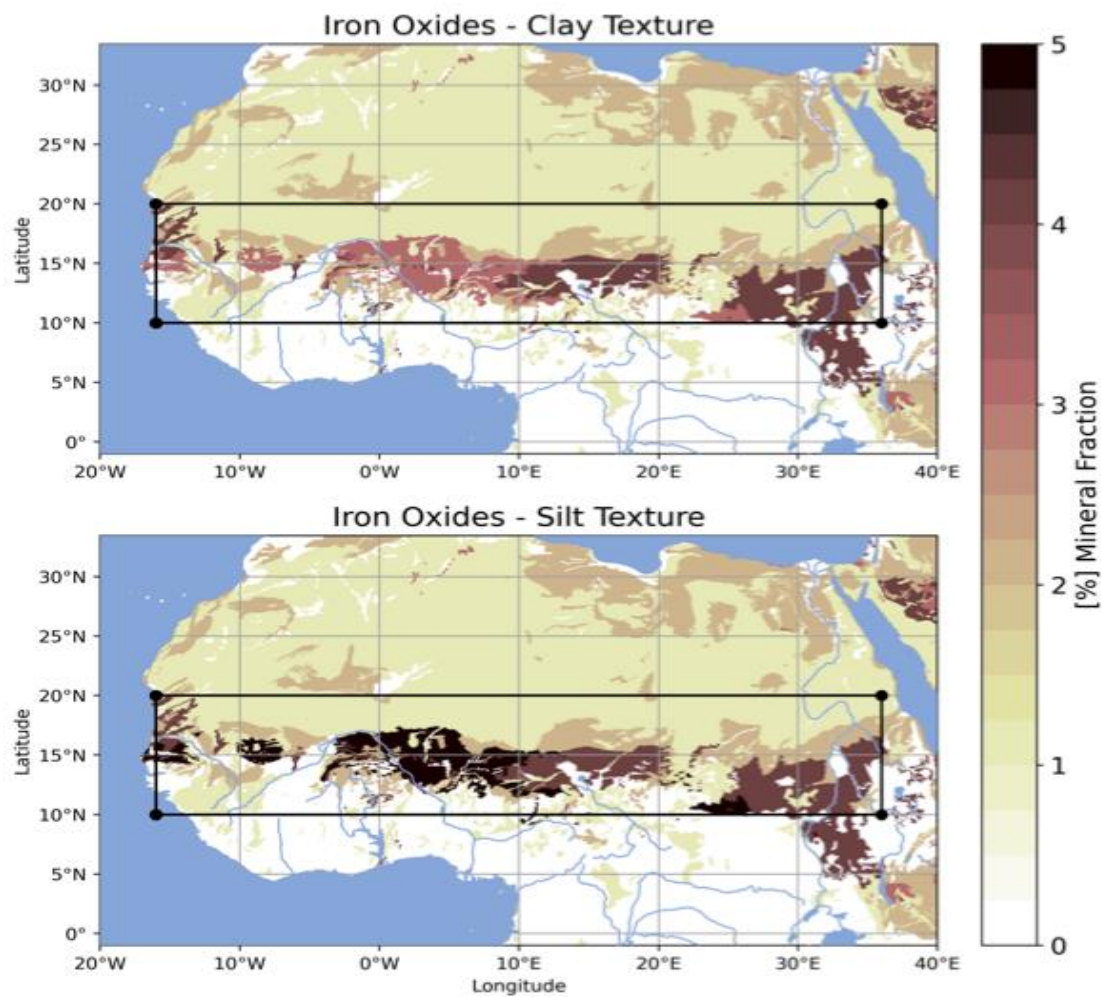 Iron Oxides - Clay Texture
30°N
25°N
20°N
15°N
10°N
5°N
0°
Latitude
20°W 10°W 0°W 10°E 20°E 30°E 40°E
Iron Oxides - Silt Texture
30°N
25°N
20°N
15°N
10°N
5°N
0°
Latitude
20°W 10°W 0°W 10°E 20°E 30°E 40°E
Longitude
5
4
3
2
1
0
[%] Mineral Fraction